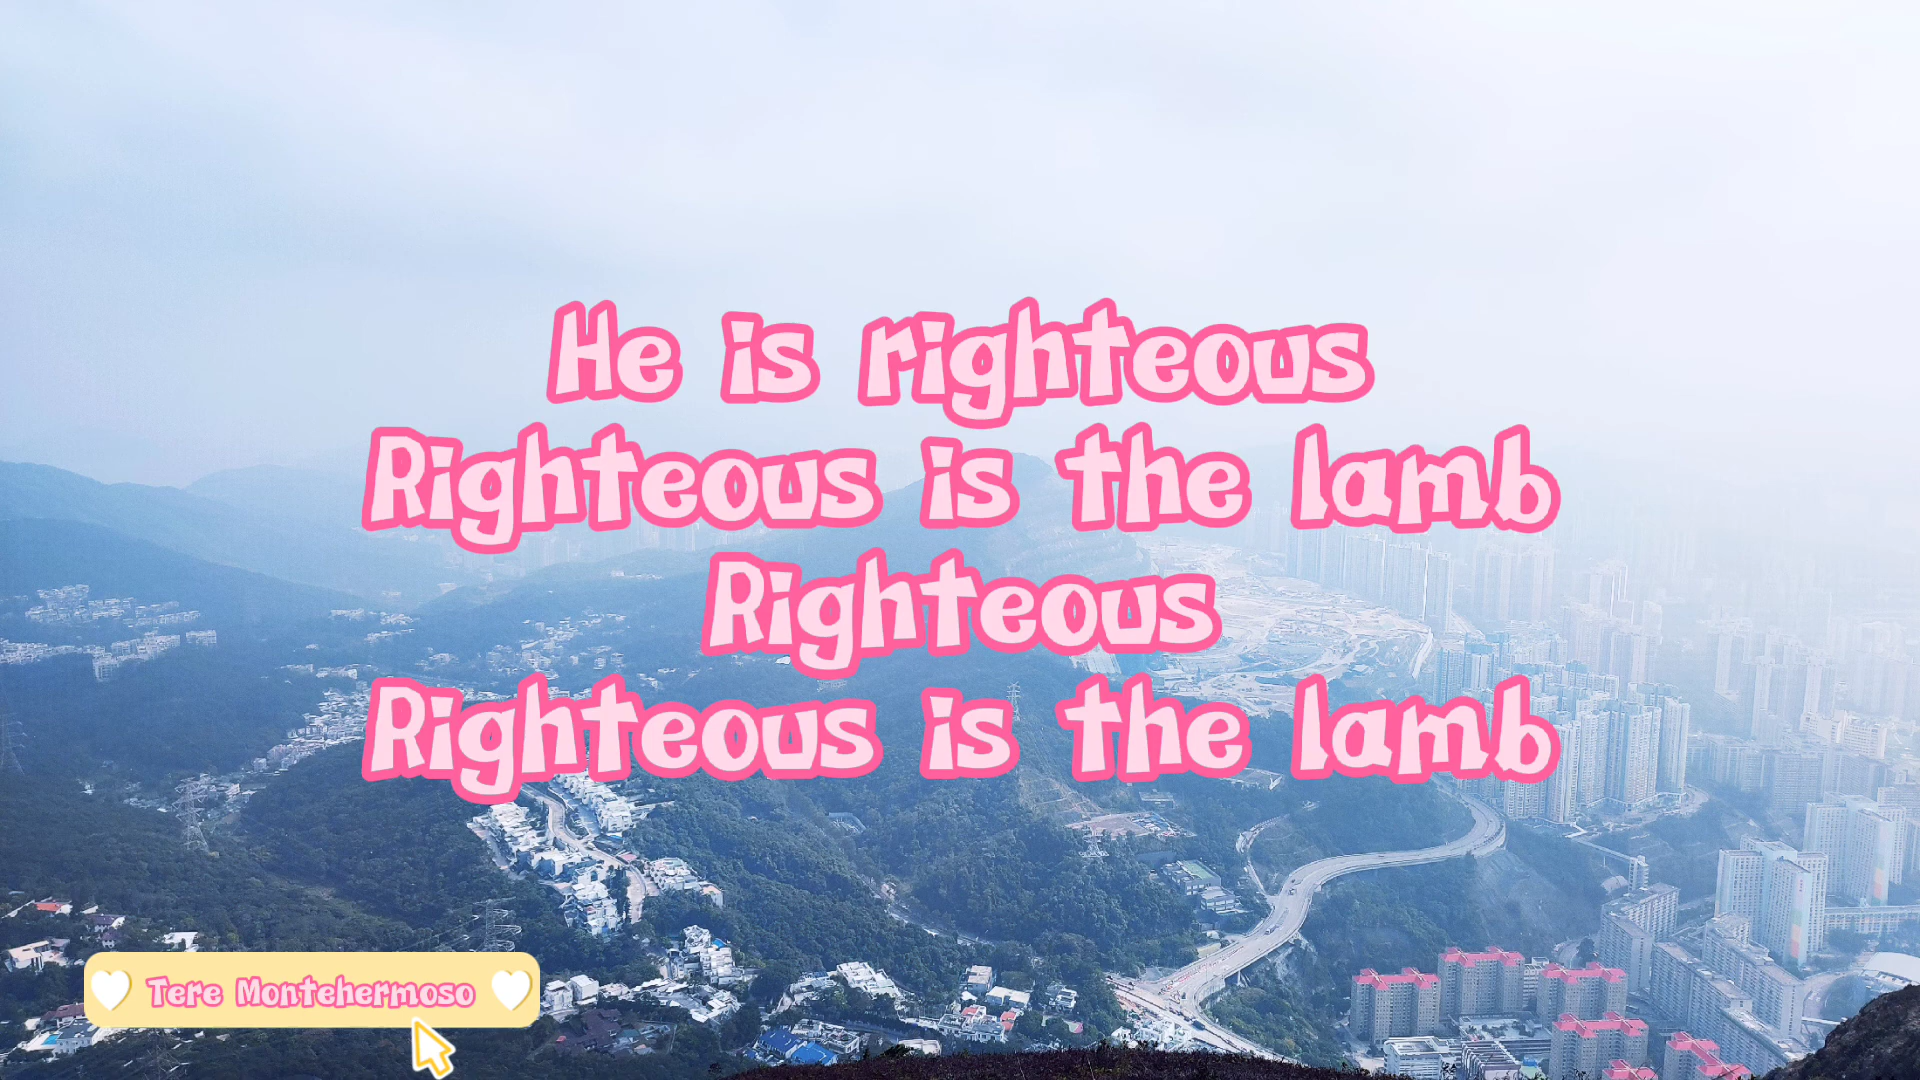 He is righteous
Righteous is the lamb
Righteous
Righteous is the lamb
Tere Montehermoso